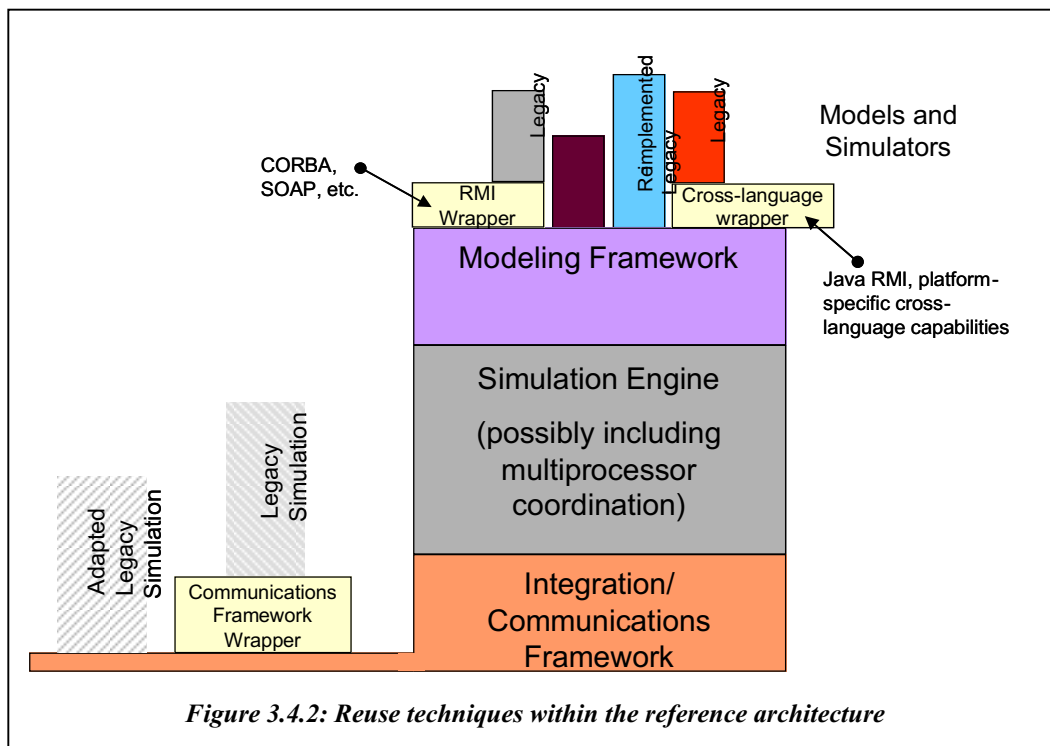 Legacy
Reimplemented
Legacy
Legacy
Models and
Simulators
CORBA,
SOAP, etc.
RMI
Wrapper
Cross-language
wrapper
Modeling Framework
Java RMI, platform-
specific cross-
language capabilities
Simulation Engine
(possibly including
multiprocessor
coordination)
Legacy
Simulation
Adapted
Legacy
Simulation
Communications
Framework
Wrapper
Integration/
Communications
Framework
Figure 3.4.2: Reuse techniques within the reference architecture